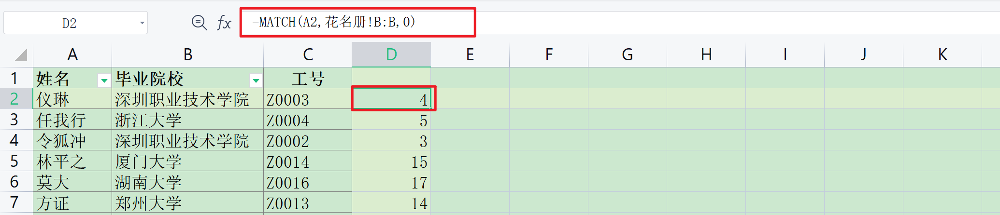 D2 fx =MATCH(A2,花名册!B:B,0)
A B C D E F G H I J K
1 姓名 毕业院校 工号
2 仪琳 深圳职业技术学院 Z0003 4
3 任我行 浙江大学 Z0004 5
4 令狐冲 深圳职业技术学院 Z0002 3
5 林平之 厦门大学 Z0014 15
6 莫大 湖南大学 Z0016 17
7 方证 郑州大学 Z0013 14